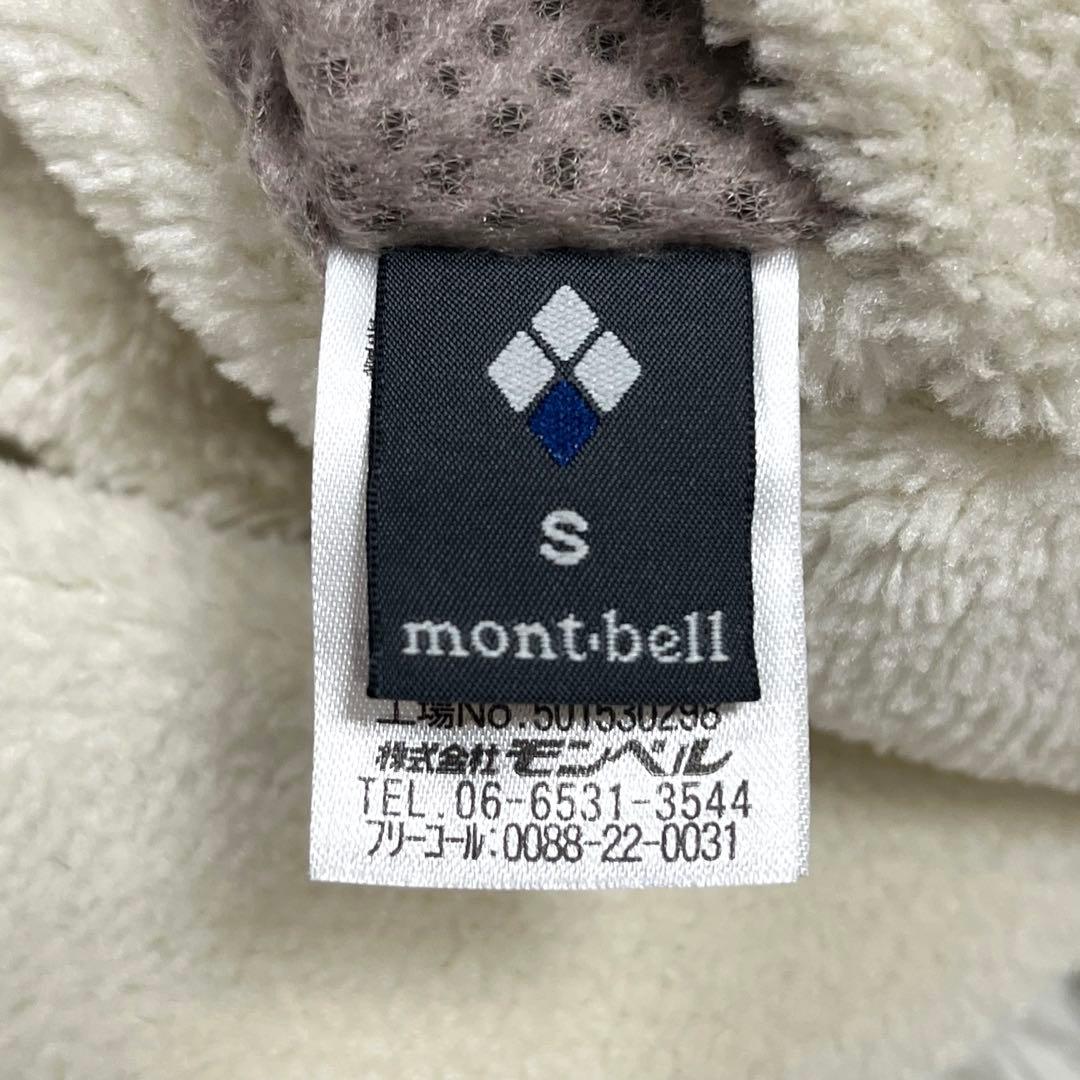 S
mont·bell
工場No.501530298
株式会社モンベル
TEL. 06-6531-3544
フリーコール:0088-22-0031